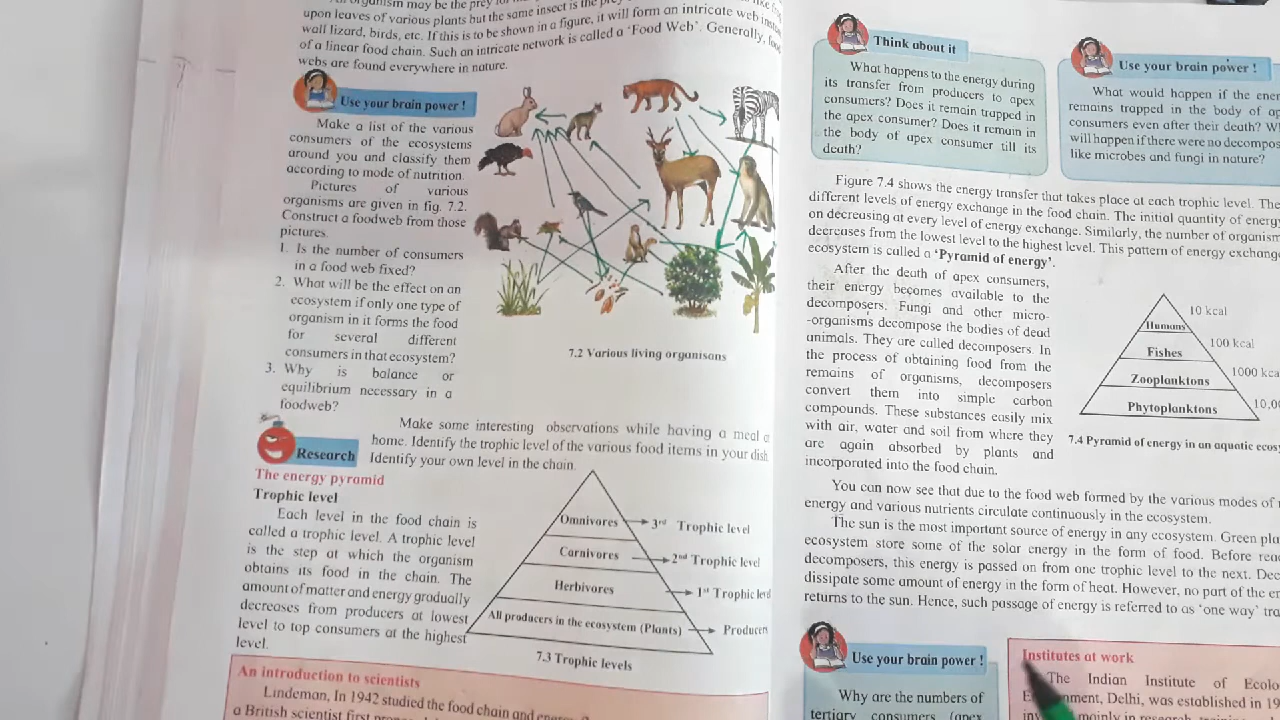 organism may be the prey
upon leaves of various plants but the same insect is the
wall lizard, birds, etc. If this is to be shown in a figure, it will form an intricate web
of a linear food chain. Such an intricate network is called a 'Food Web'. Generally,
webs are found everywhere in nature.
Use your brain power !
Make a list of the various
consumers of the ecosystems
around you and classify them
according to mode of nutrition.
Pictures of various
organisms are given in fig. 7.2.
Construct a foodweb from those
pictures.
1. Is the number of consumers
in a food web fixed?
2. What will be the effect on an
ecosystem if only one type of
organism in it forms the food
for several different
consumers in that ecosystem?
3. Why is balance or
equilibrium necessary in a
foodweb?
7.2 Various living organisans
Research
Make some interesting observations while having a meal
home. Identify the trophic level of the various food items in your dish.
Identify your own level in the chain.
The energy pyramid
Trophic level
Each level in the food chain is
called a trophic level. A trophic level
is the step at which the organism
obtains its food in the chain. The
amount of matter and energy gradually
decreases from producers at lowest
level to top consumers at the highest
level.
Omnivores 3rd Trophic level
Carnivores 2nd Trophic level
Herbivores 1st Trophic level
All producers in the ecosystem (Plants) Producers
7.3 Trophic levels
An introduction to scientists
Lindeman, In 1942 studied the food chain and
a British scientist first
Think about it
What happens to the energy during
its transfer from producers to apex
consumers? Does it remain trapped in
the apex consumer? Does it remain in
the body of apex consumer till its
death?
Use your brain power !
What would happen if the
remains trapped in the body of
consumers even after their death?
will happen if there were no
like microbes and fungi in nature?
Figure 7.4 shows the energy transfer that takes place at each trophic level. The
different levels of energy exchange in the food chain. The initial quantity of
on decreusing at every level of energy exchange. Similarly, the number of
decreases from the lowest level to the highest level. This pattern of energy
ecosystem is called a 'Pyramid of energy'.
After the death of apex consumers,
their energy becomes available to the
decomposers. Fungi and other micro-
-organisms decompose the bodies of dead
animals. They are called decomposers. In
the process of obtaining food from the
remains of organisms, decomposers
convert them into simple carbon
compounds. These substances easily mix
with air, water and soil from where they
are again absorbed by plants and
incorporated into the food chain.
10 kcal
Humans
100 kcal
Fishes
1000
Zooplanktons
Phytoplanktons
7.4 Pyramid of energy in an aquatic
You can now see that due to the food web formed by the various modes of
energy and various nutrients circulate continuously in the ecosystem.
The sun is the most important source of energy in any ecosystem. Green
ecosystem store some of the solar energy in the form of food. Before
decomposers, this energy is passed on from one trophic level to the next.
dissipate some amount of energy in the form of heat. However, no part of the
returns to the sun. Hence, such passage of energy is referred to as 'one way'
Use your brain power !
Why are the numbers of
tertiary consumers (apex
Institutes at work
The Indian Institute of
Delhi, was established in
mainly in